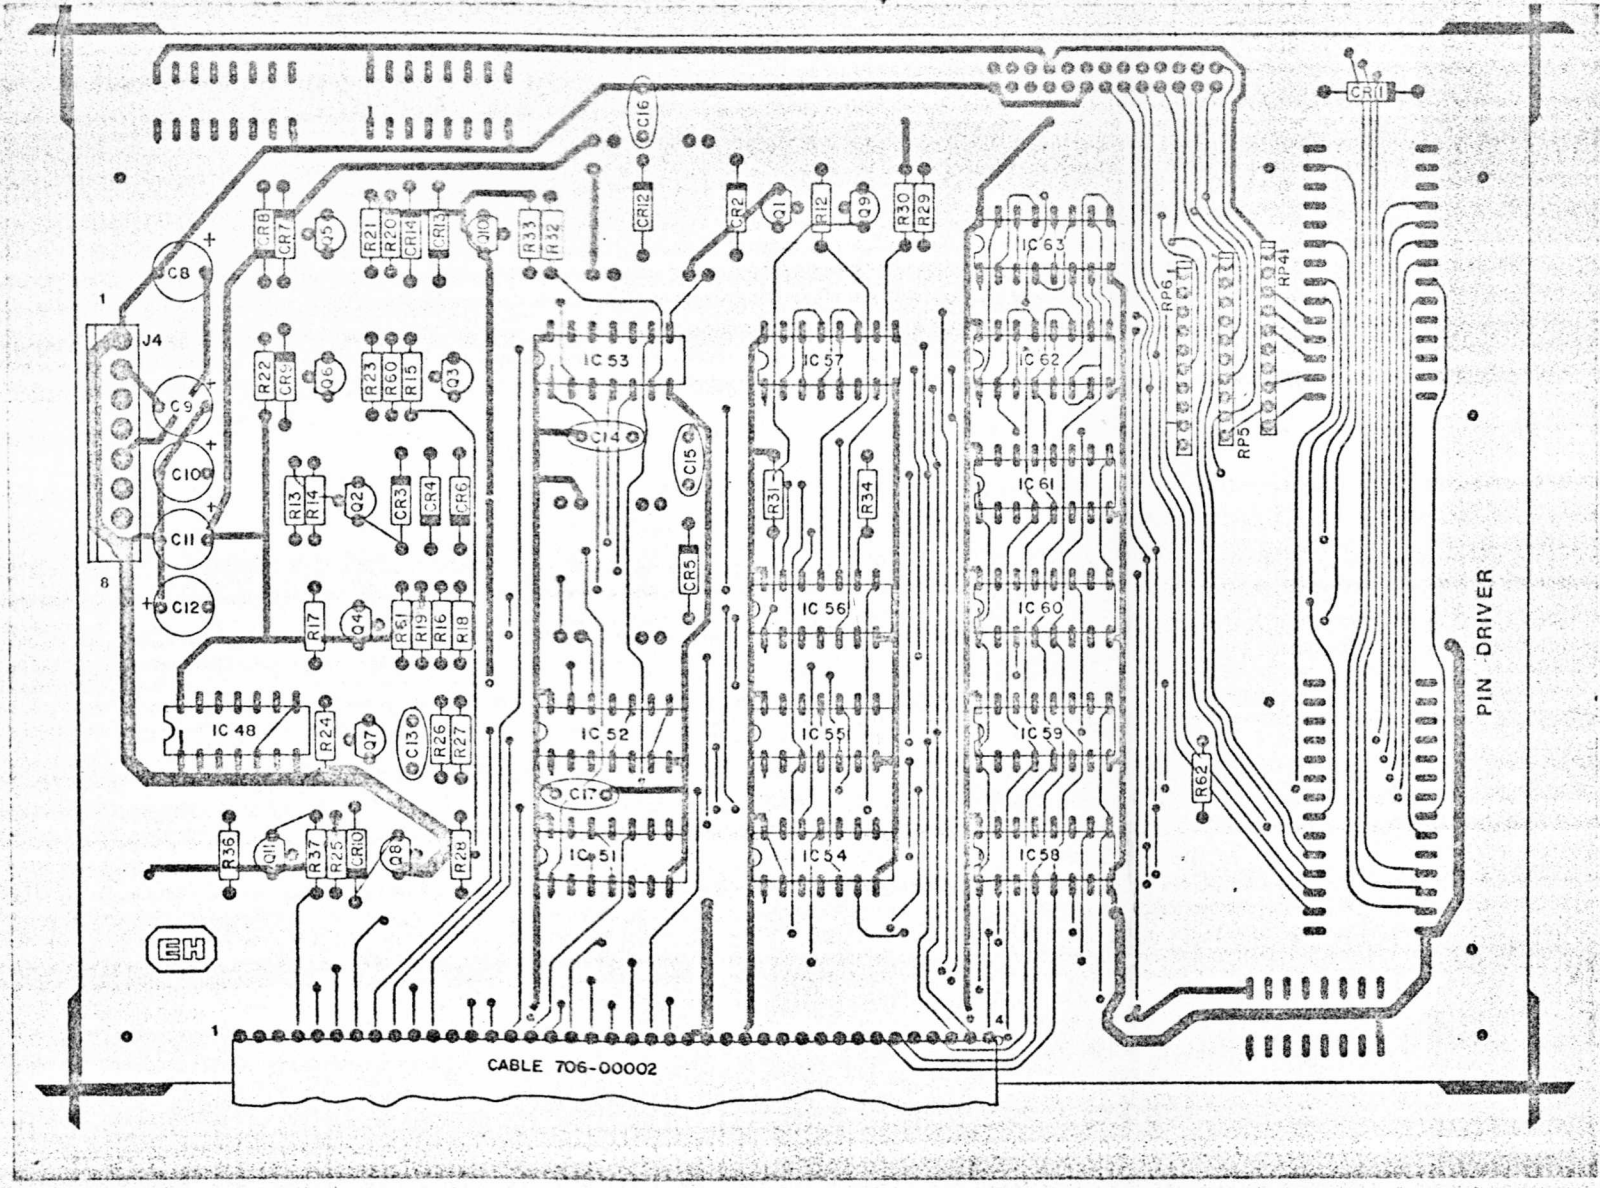 C16
CR11
CR8
CR7
Q5
R21
R20
CR14
CR13
Q10
R33
R32
CR12
CR2
Q1
R12
Q9
R30
R29
IC 63
RP6
RP41
+
C8
1
J4
IC 53
IC 57
IC 62
R22
CR9
Q6
R23
R60
R15
Q3
+
C9
C14
C15
RP5
+
C10
R13
R14
Q2
CR3
CR4
CR6
R31
R34
IC 61
+
C11
8
CR5
+
C12
R17
Q4
R61
R19
R16
R18
IC 56
IC 60
PIN DRIVER
IC 48
R24
Q7
C13
R26
R27
IC 52
IC 55
IC 59
R62
C17
R36
Q11
R37
R25
CR10
Q8
R28
IC 51
IC 54
IC 58
EH
1
4
CABLE 706-00002